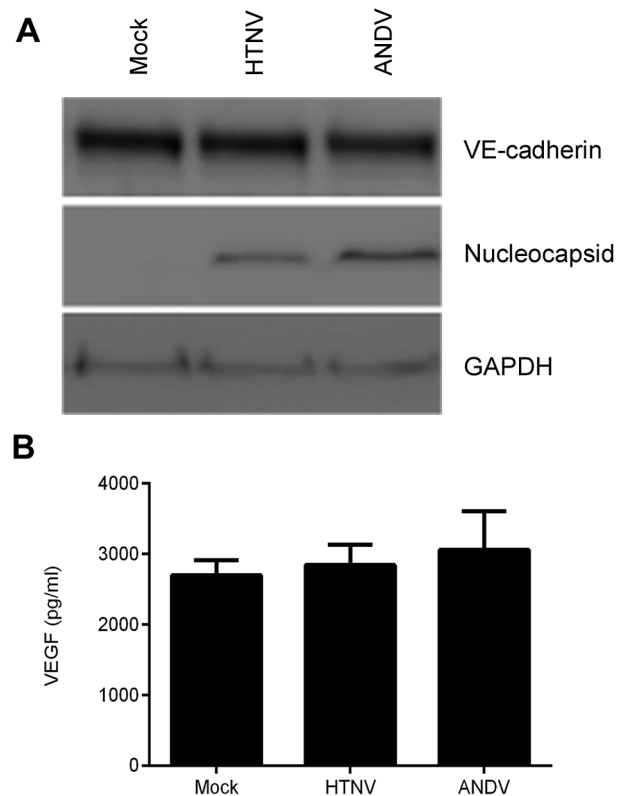 A
Mock
HTNV
ANDV
VE-cadherin
Nucleocapsid
GAPDH
B
4000
3000
2000
1000
0
VEGF (pg/ml)
Mock
HTNV
ANDV